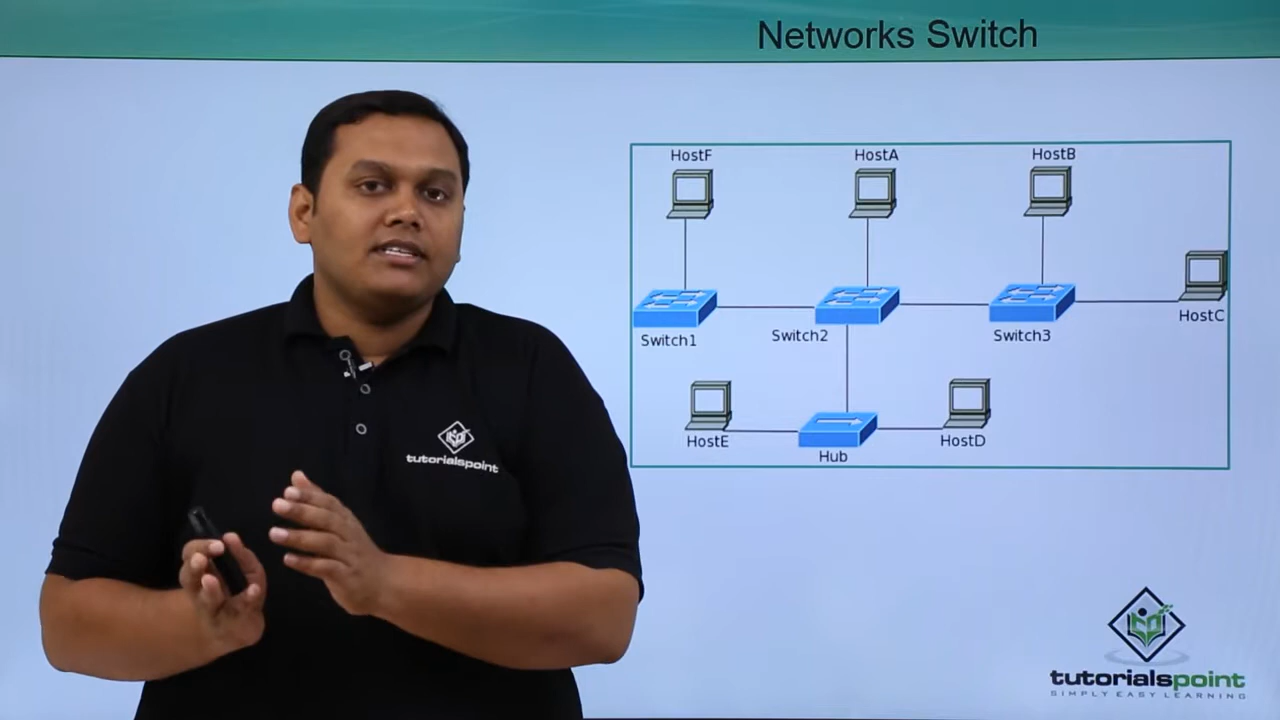 Networks Switch
HostF
HostA
HostB
HostC
Switch1
Switch2
Switch3
HostE
HostD
Hub
tutorialspoint
tutorialspoint
SIMPLY EASY LEARNING